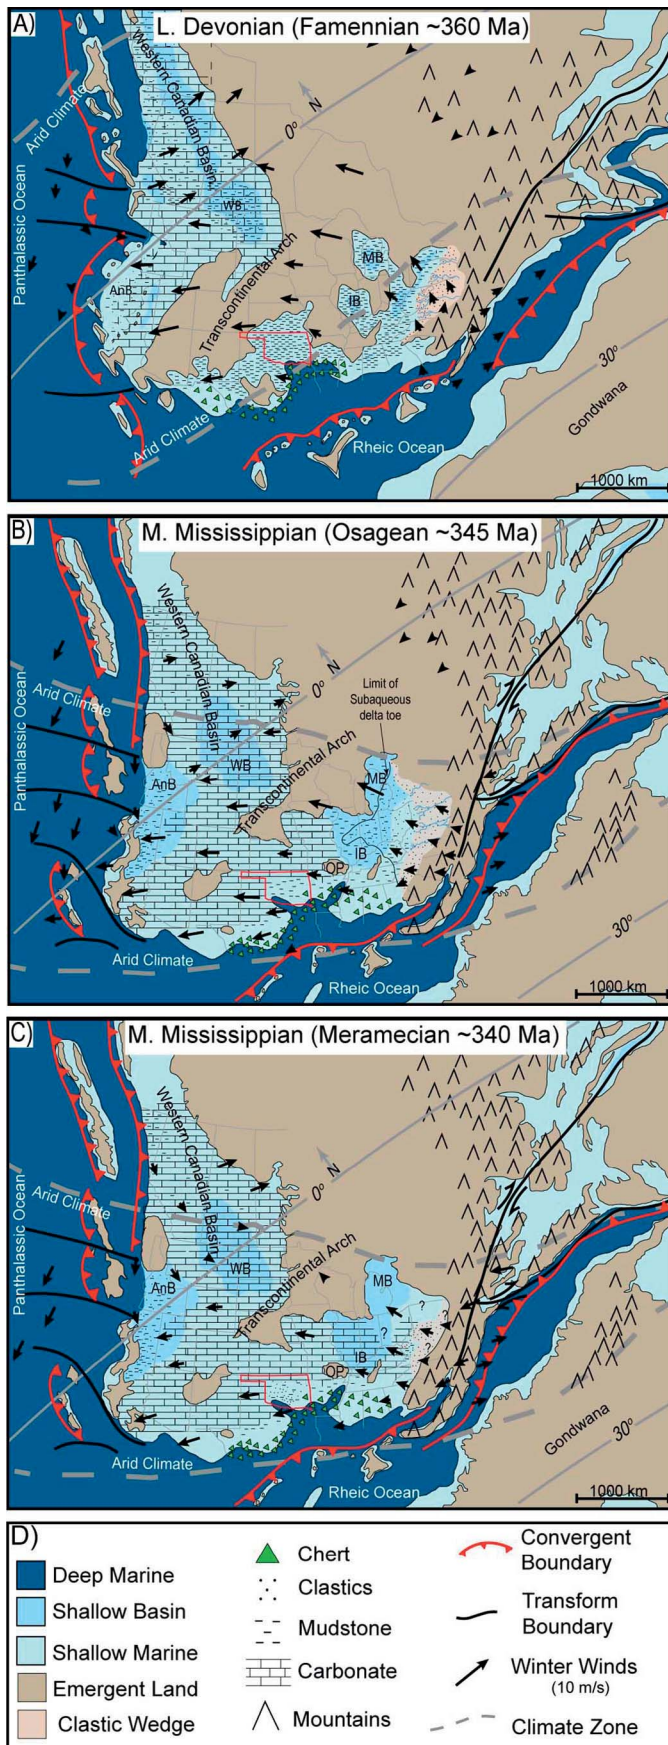 A)
L. Devonian (Famennian ~360 Ma)
Arid Climate
Western Canadian Basin
0°
N
Panthalassic Ocean
WB
MB
AnB
Transcontinental Arch
IB
30°
Gondwana
Arid Climate
Rheic Ocean
1000 km
B)
M. Mississippian (Osagean ~345 Ma)
Western Canadian Basin
0°
N
Panthalassic Ocean
Arid Climate
Limit of
Subaqueous
delta toe
Transcontinental Arch
WB
MB
AnB
IB
OP
30°
Arid Climate
Rheic Ocean
1000 km
C)
M. Mississippian (Meramecian ~340 Ma)
Western Canadian Basin
0°
N
Panthalassic Ocean
Arid Climate
Transcontinental Arch
WB
MB
AnB
?
?
IB
?
OP
Gondwana
30°
Arid Climate
Rheic Ocean
1000 km
D)
Deep Marine
Shallow Basin
Shallow Marine
Emergent Land
Clastic Wedge
Chert
Clastics
Mudstone
Carbonate
Mountains
Convergent
Boundary
Transform
Boundary
Winter Winds
(10 m/s)
Climate Zone